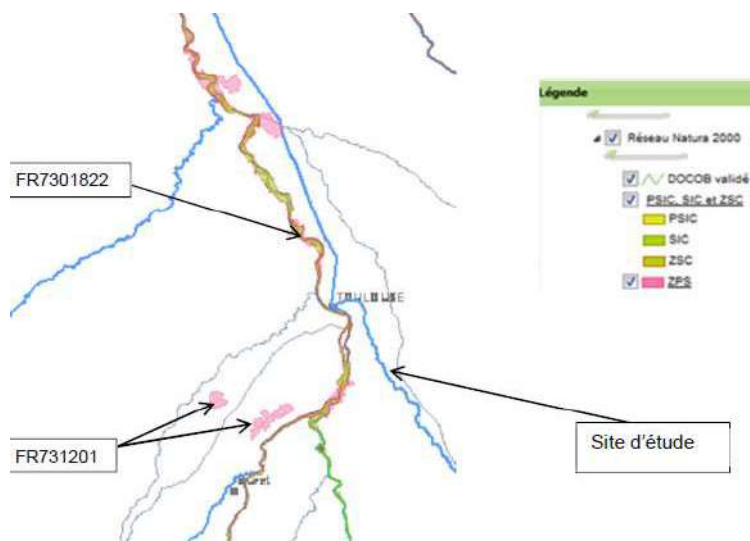 Légende
Réseau Natura 2000
FR7301822
DOCOB validé
PSIC, SIC et ZSC
PSIC
SIC
ZSC
ZPS
TOULOUSE
Site d'étude
FR731201
Muret